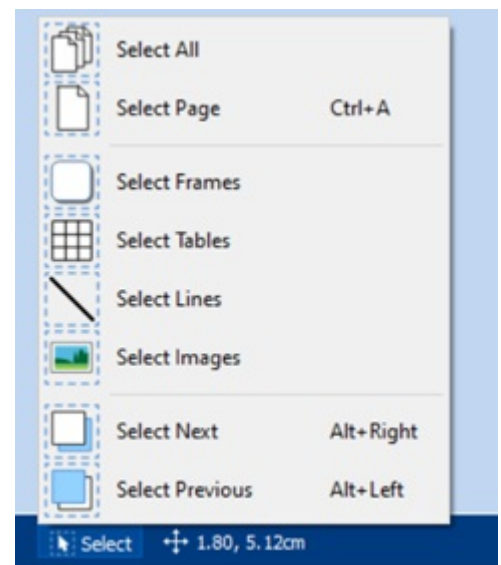 Select All
Select Page Ctrl+A
Select Frames
Select Tables
Select Lines
Select Images
Select Next Alt+Right
Select Previous Alt+Left
Select 1.80, 5.12cm